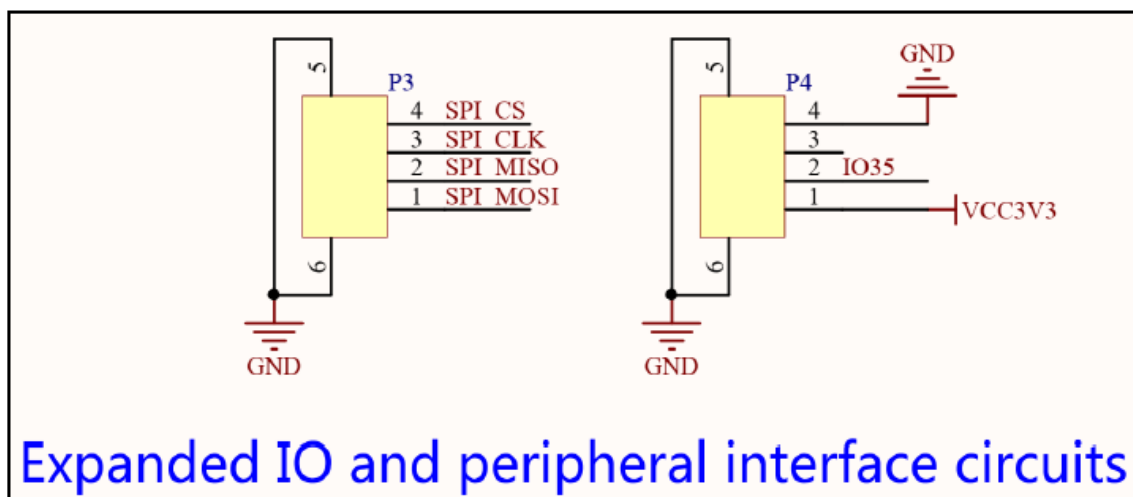 5
P3
4 SPI_CS
3 SPI_CLK
2 SPI_MISO
1 SPI_MOSI
6
GND
5
P4
GND
4
3
2 IO35
1
VCC3V3
6
GND
Expanded IO and peripheral interface circuits